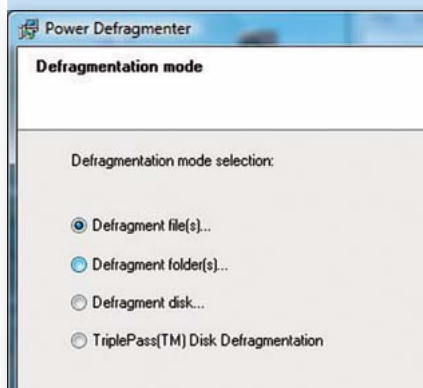 Power Defragmenter
Defragmentation mode
Defragmentation mode selection:
Defragment file(s)...
Defragment folder(s)...
Defragment disk...
TriplePass(TM) Disk Defragmentation